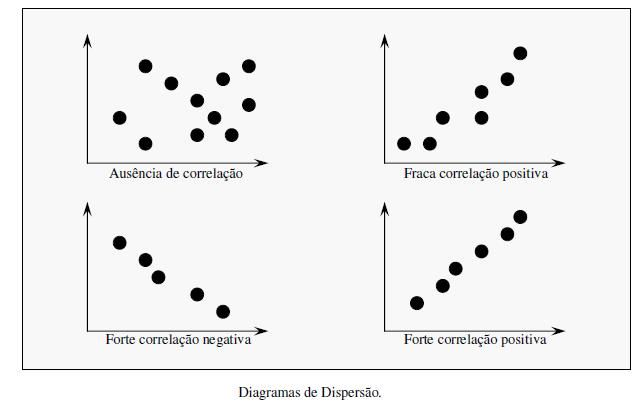 Ausência de correlação
Fraca correlação positiva
Forte correlação negativa
Forte correlação positiva
Diagramas de Dispersão.